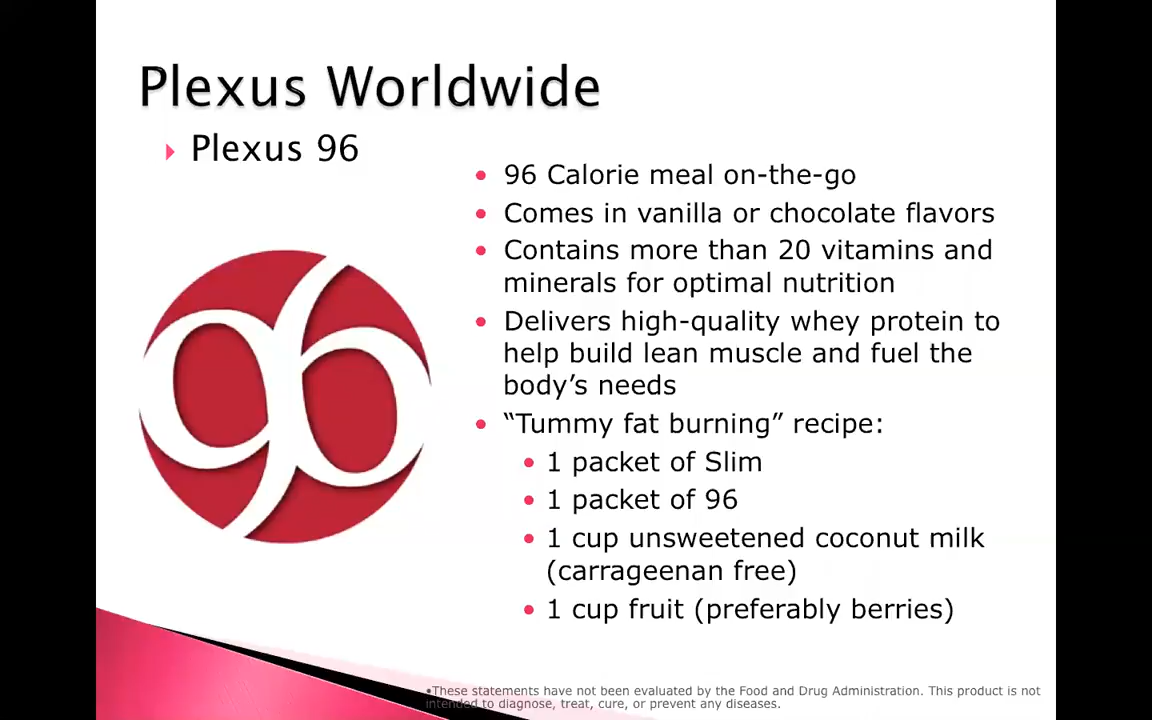 Plexus Worldwide
Plexus 96
96 Calorie meal on-the-go
Comes in vanilla or chocolate flavors
Contains more than 20 vitamins and
minerals for optimal nutrition
Delivers high-quality whey protein to
help build lean muscle and fuel the
body’s needs
“Tummy fat burning” recipe:
1 packet of Slim
1 packet of 96
1 cup unsweetened coconut milk
(carrageenan free)
1 cup fruit (preferably berries)
96
•These statements have not been evaluated by the Food and Drug Administration. This product is not
intended to diagnose, treat, cure, or prevent any diseases.